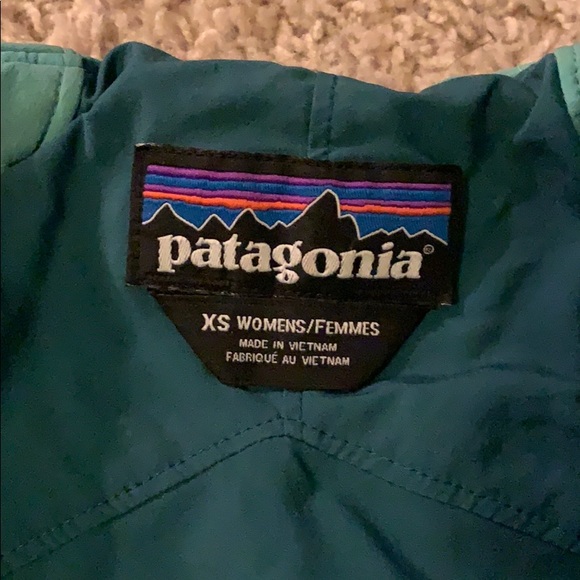 patagonia®
XS WOMENS/FEMMES
MADE IN VIETNAM
FABRIQUÉ AU VIETNAM